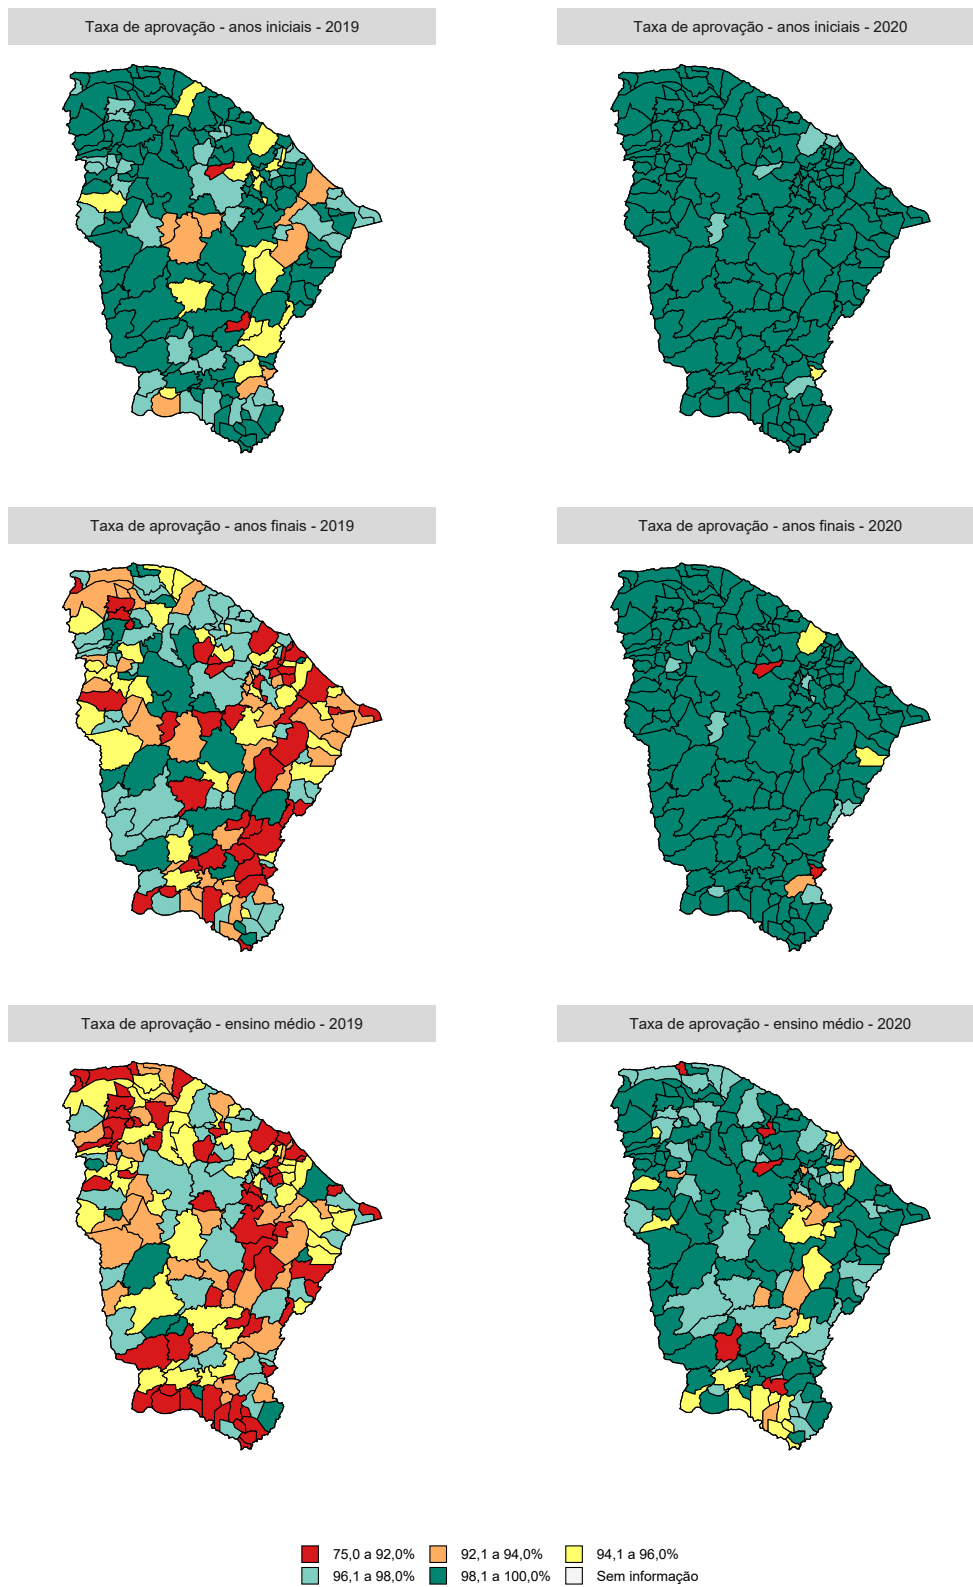 Taxa de aprovação - anos iniciais - 2019
Taxa de aprovação - anos iniciais - 2020
Taxa de aprovação - anos finais - 2019
Taxa de aprovação - anos finais - 2020
Taxa de aprovação - ensino médio - 2019
Taxa de aprovação - ensino médio - 2020
75,0 a 92,0% 92,1 a 94,0% 94,1 a 96,0%
96,1 a 98,0% 98,1 a 100,0% Sem informação